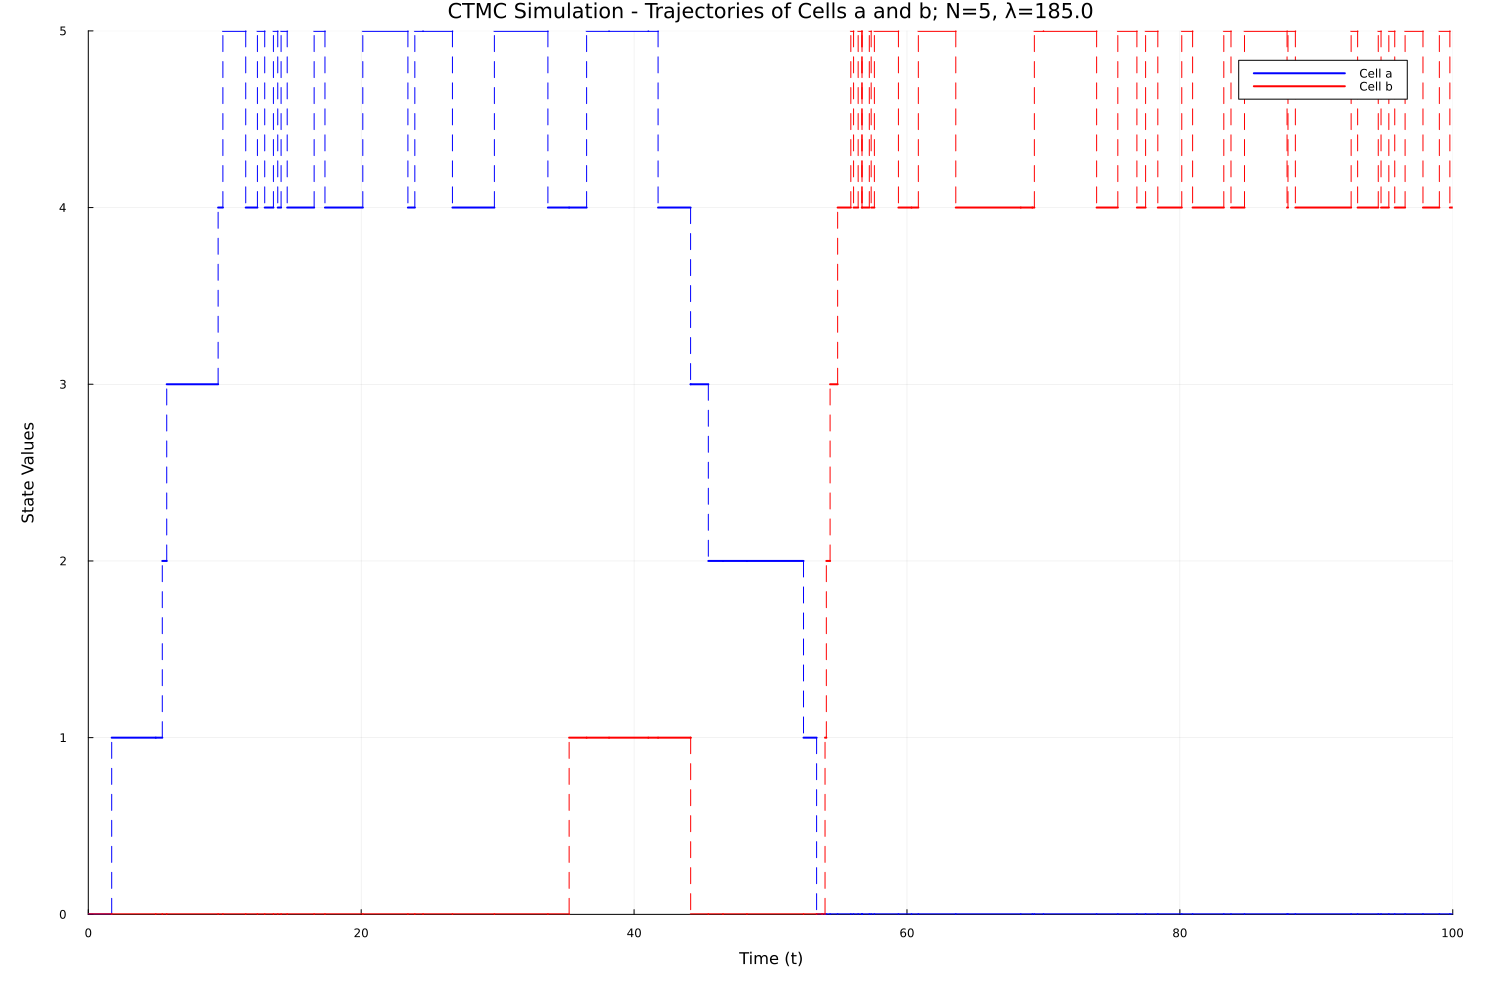 CTMC Simulation - Trajectories of Cells a and b; N=5, λ=185.0
5
Cell a
Cell b
4
3
State Values
2
1
0
0 20 40 60 80 100
Time (t)